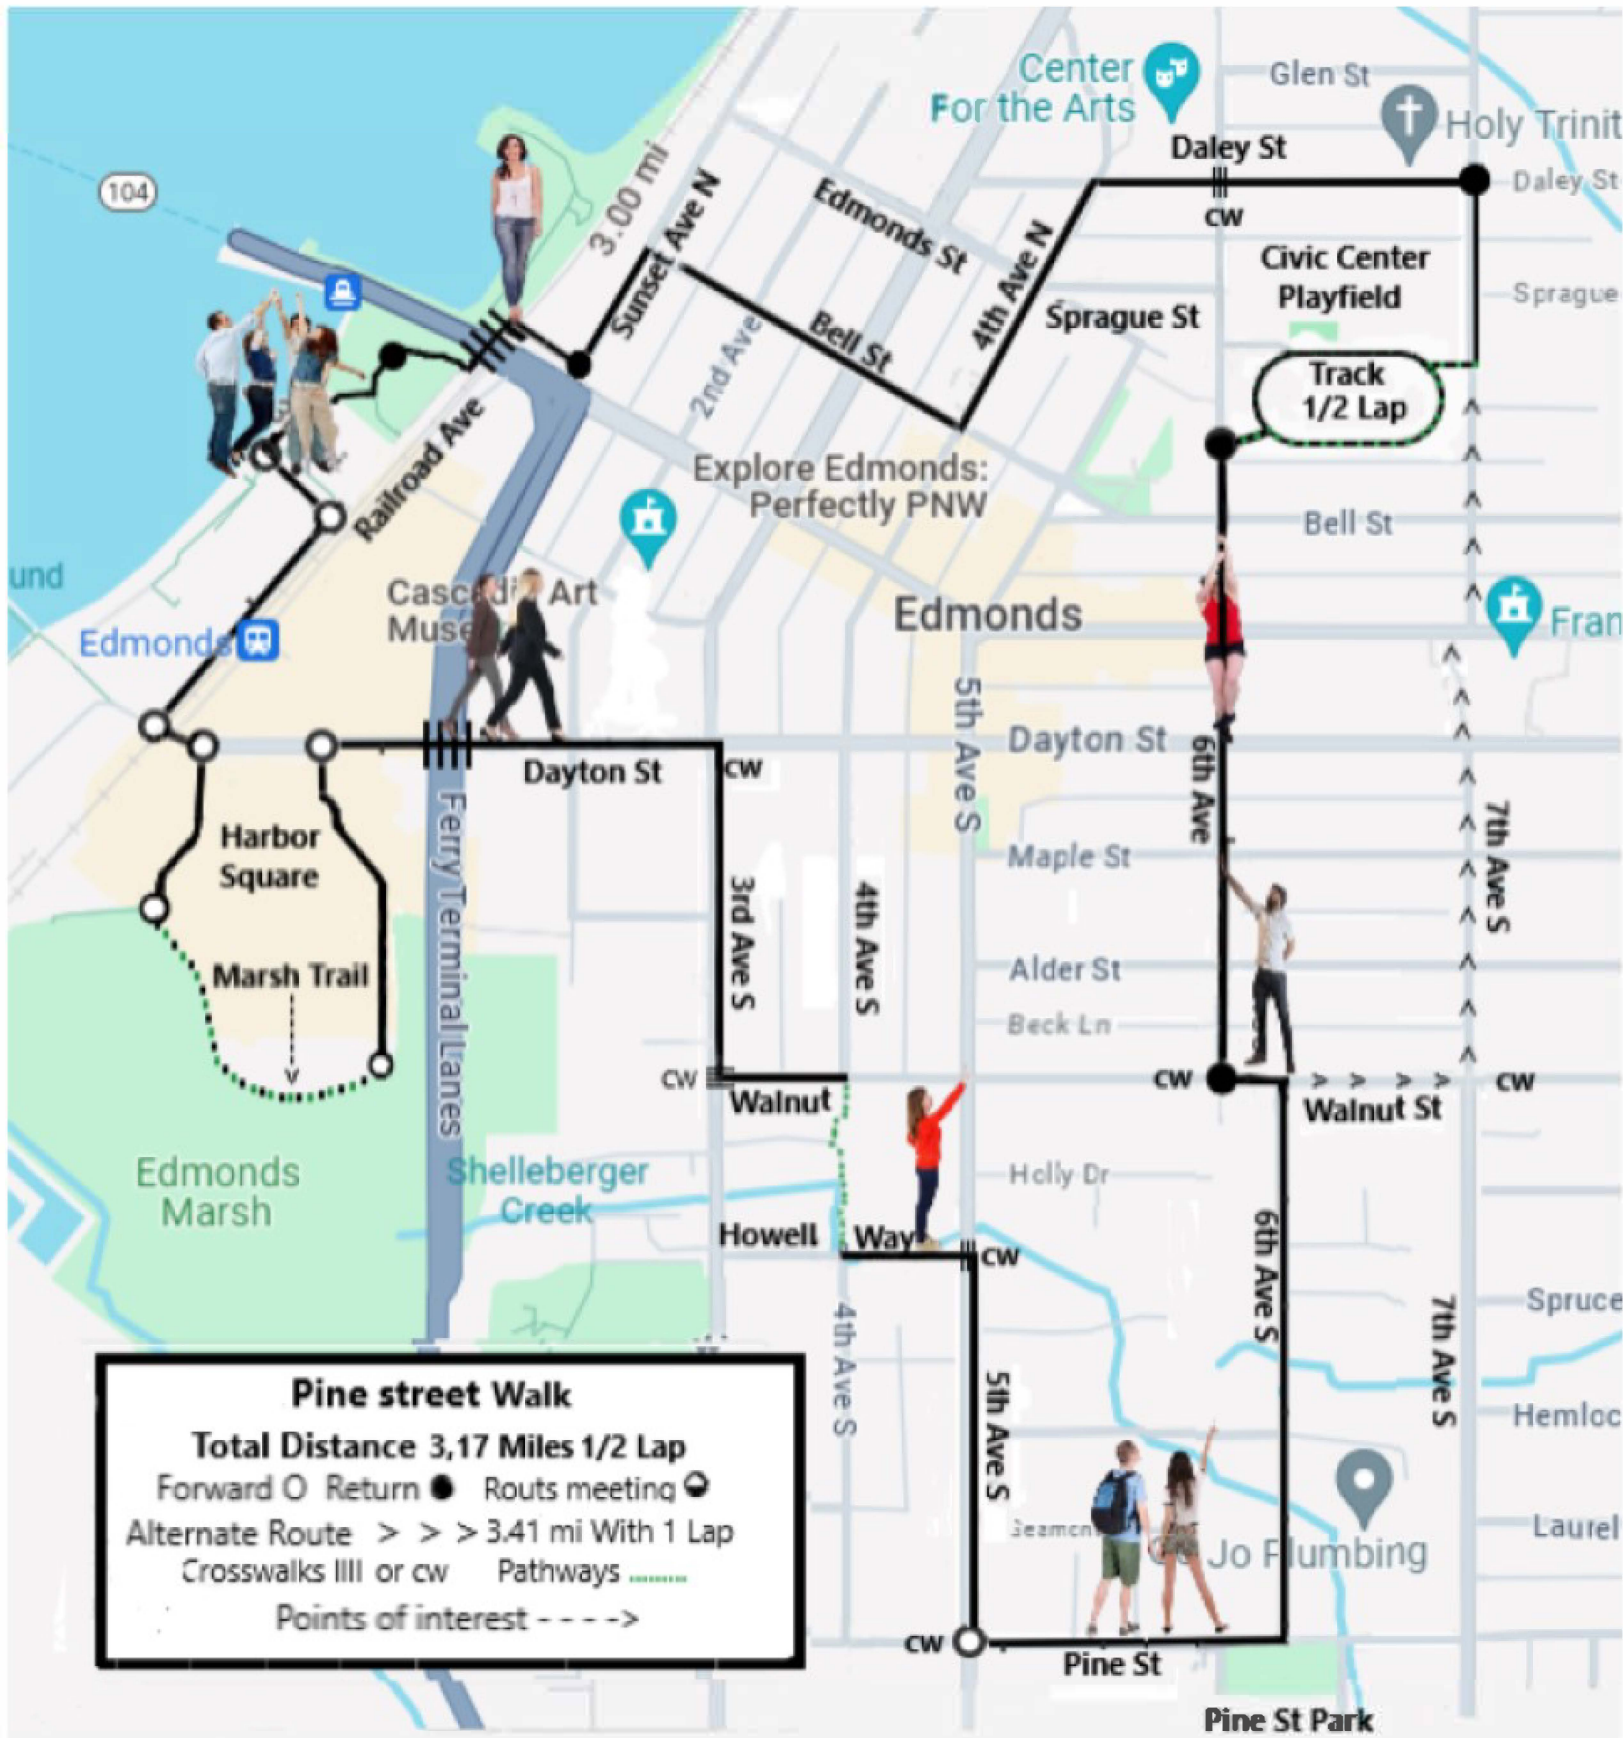 Center
For the Arts
Glen St
Holy Trinit
Daley St
Daley St
CW
104
3.00 mi
Sunset Ave N
Edmonds St
4th Ave N
Civic Center
Playfield
Sprague St
Sprague
Bell St
2nd Ave
Track
1/2 Lap
Railroad Ave
Explore Edmonds:
Perfectly PNW
Bell St
und
Edmonds
Art
Edmonds
Fran
5th Ave S
Dayton St
Dayton St
CW
6th Ave
7th Ave S
Ferry Terminal Lanes
Harbor
Square
Maple St
3rd Ave S
4th Ave S
Marsh Trail
Alder St
Beck Ln
CW
Walnut
CW
Walnut St
CW
Edmonds
Marsh
Shelleberger
Creek
Holly Dr
Howell Way
CW
6th Ave S
7th Ave S
Spruce
4th Ave S
5th Ave S
Hemloc
Laurel
Jo Plumbing
CW
Pine St
Pine St Park
Pine street Walk
Total Distance 3,17 Miles 1/2 Lap
Forward O Return ● Routs meeting
Alternate Route > > > 3.41 mi With 1 Lap
Crosswalks IIII or cw Pathways ........
Points of interest - - - ->